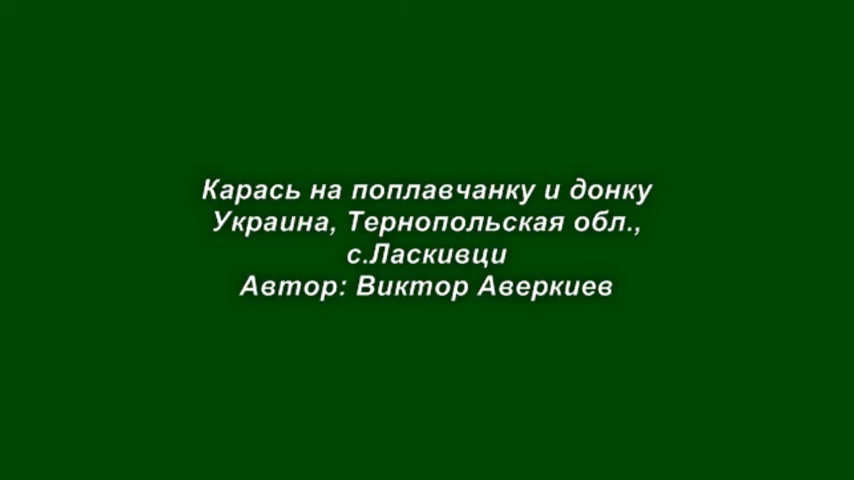 Карась на поплавчанку и донку
Украина, Тернопольская обл.,
с.Ласкивци
Автор: Виктор Аверкиев